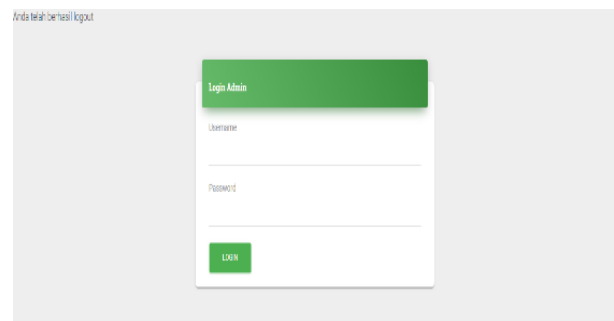 Anda telah berhasil logout
Login Admin
Username
Password
LOGIN